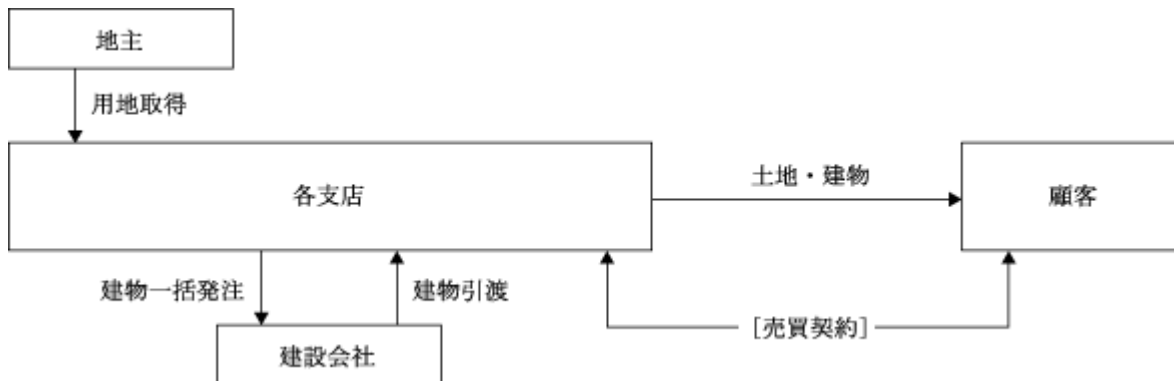 地主
用地取得
各支店
土地・建物
顧客
建物一括発注
建物引渡
[売買契約]
建設会社